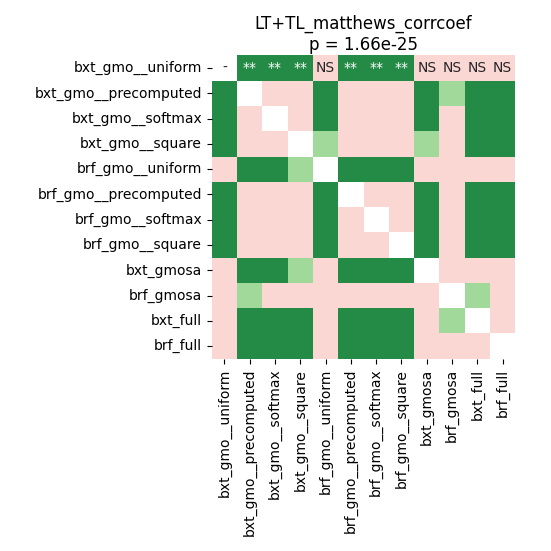 LT+TL_matthews_corrcoef
p = 1.66e-25
bxt_gmo__uniform - ** ** ** NS ** ** ** NS NS NS NS
bxt_gmo__precomputed
bxt_gmo__softmax
bxt_gmo__square
brf_gmo__uniform
brf_gmo__precomputed
brf_gmo__softmax
brf_gmo__square
bxt_gmosa
brf_gmosa
bxt_full
brf_full
bxt_gmo__uniform
bxt_gmo__precomputed
bxt_gmo__softmax
bxt_gmo__square
brf_gmo__uniform
brf_gmo__precomputed
brf_gmo__softmax
brf_gmo__square
bxt_gmosa
brf_gmosa
bxt_full
brf_full